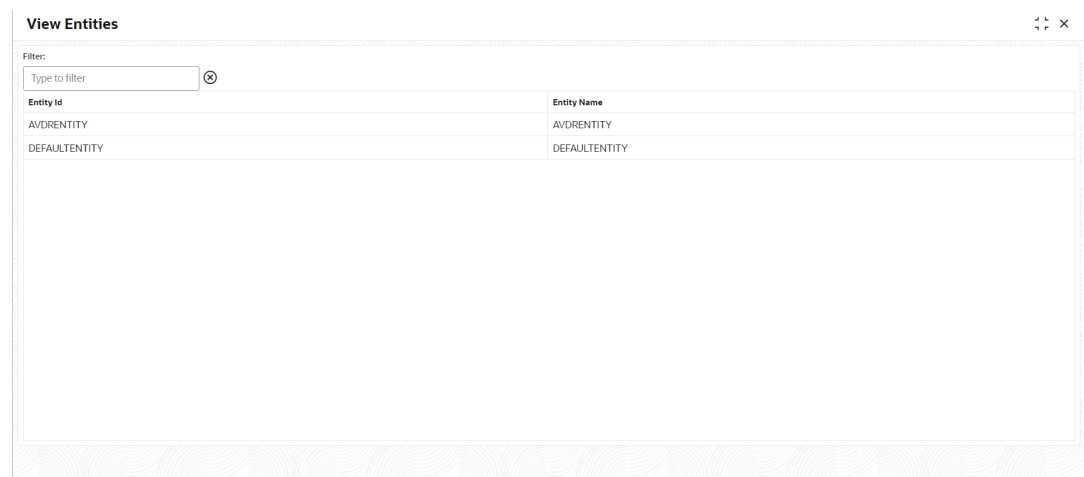 View Entities
Filter:
Type to filter
Entity Id Entity Name
AVDRENTITY AVDRENTITY
DEFAULTENTITY DEFAULTENTITY